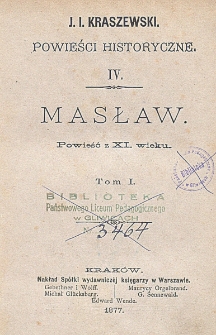 J. I. KRASZEWSKI.
POWIEŚCI HISTORYCZNE.
IV.
MASŁAW.
Powieść z XI. wieku.
Tom I.
BIBLIOTEKA
Państwowego Liceum Pedagogicznego
w GLIWICACH
3464
KRAKÓW.
Nakład Spółki wydawniczej księgarzy w Warszawie.
Gebethner i Wolff. Maurycy Orgelbrand.
Michał Glücksberg. G. Sennewald.
Edward Wende.
1877.